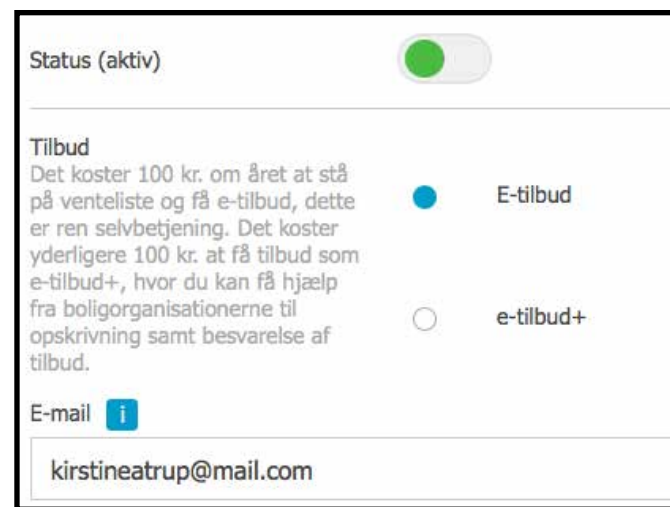 Status (aktiv)
Tilbud
Det koster 100 kr. om året at stå
på venteliste og få e-tilbud, dette
er ren selvbetjening. Det koster
yderligere 100 kr. at få tilbud som
e-tilbud+, hvor du kan få hjælp
fra boligorganisationerne til
opskrivning samt besvarelse af
tilbud.
E-tilbud
e-tilbud+
E-mail i
kirstineatrup@mail.com